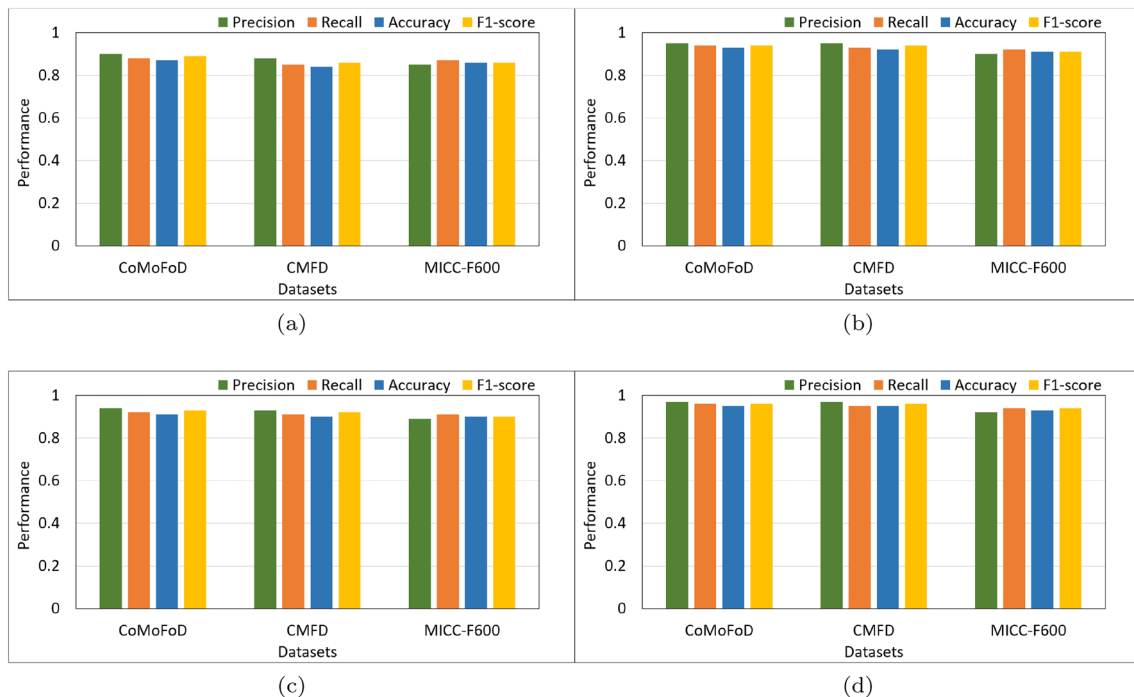 Precision Recall Accuracy F1-score
1
0.8
0.6
0.4
0.2
0
Performance
CoMoFoD CMFD MICC-F600
Datasets
(a)
Precision Recall Accuracy F1-score
1
0.8
0.6
0.4
0.2
0
Performance
CoMoFoD CMFD MICC-F600
Datasets
(b)
Precision Recall Accuracy F1-score
1
0.8
0.6
0.4
0.2
0
Performance
CoMoFoD CMFD MICC-F600
Datasets
(c)
Precision Recall Accuracy F1-score
1
0.8
0.6
0.4
0.2
0
Performance
CoMoFoD CMFD MICC-F600
Datasets
(d)